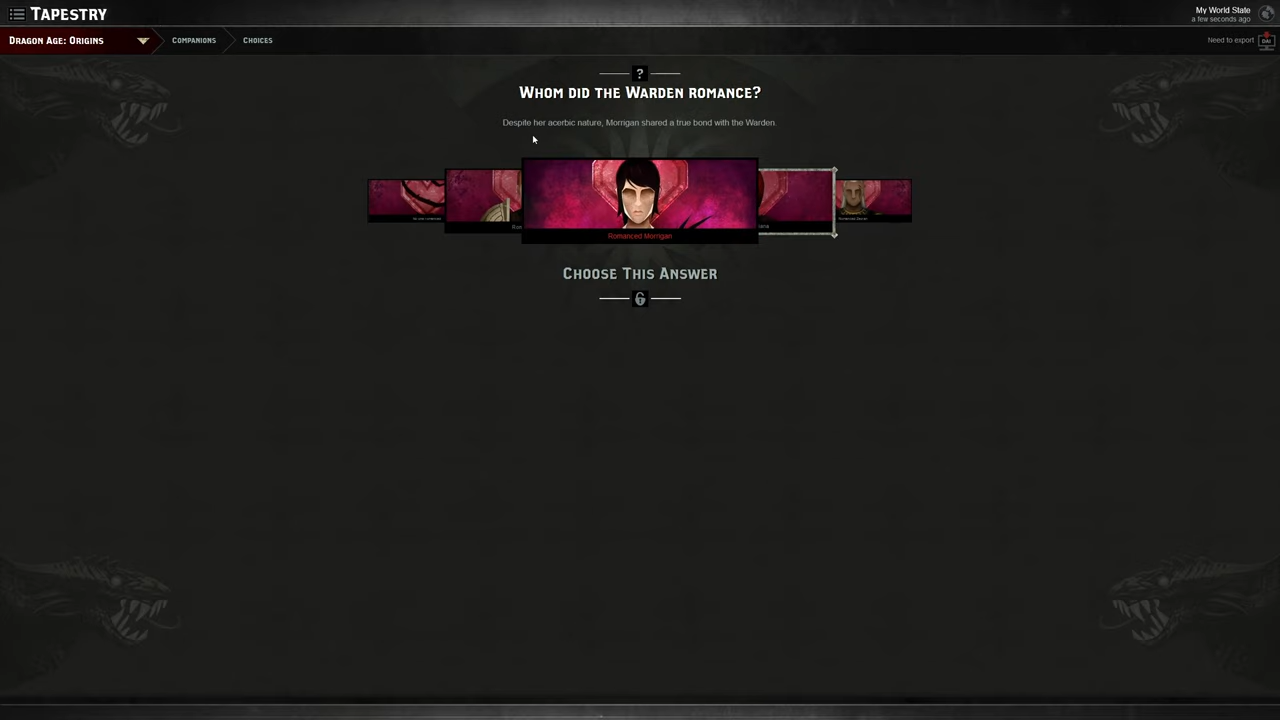 Tapestry
My World State
a few seconds ago
Dragon Age: Origins
Companions
Choices
Need to export
DAI
?
Whom did the Warden romance?
Despite her acerbic nature, Morrigan shared a true bond with the Warden.
Romanced Morrigan
Choose This Answer